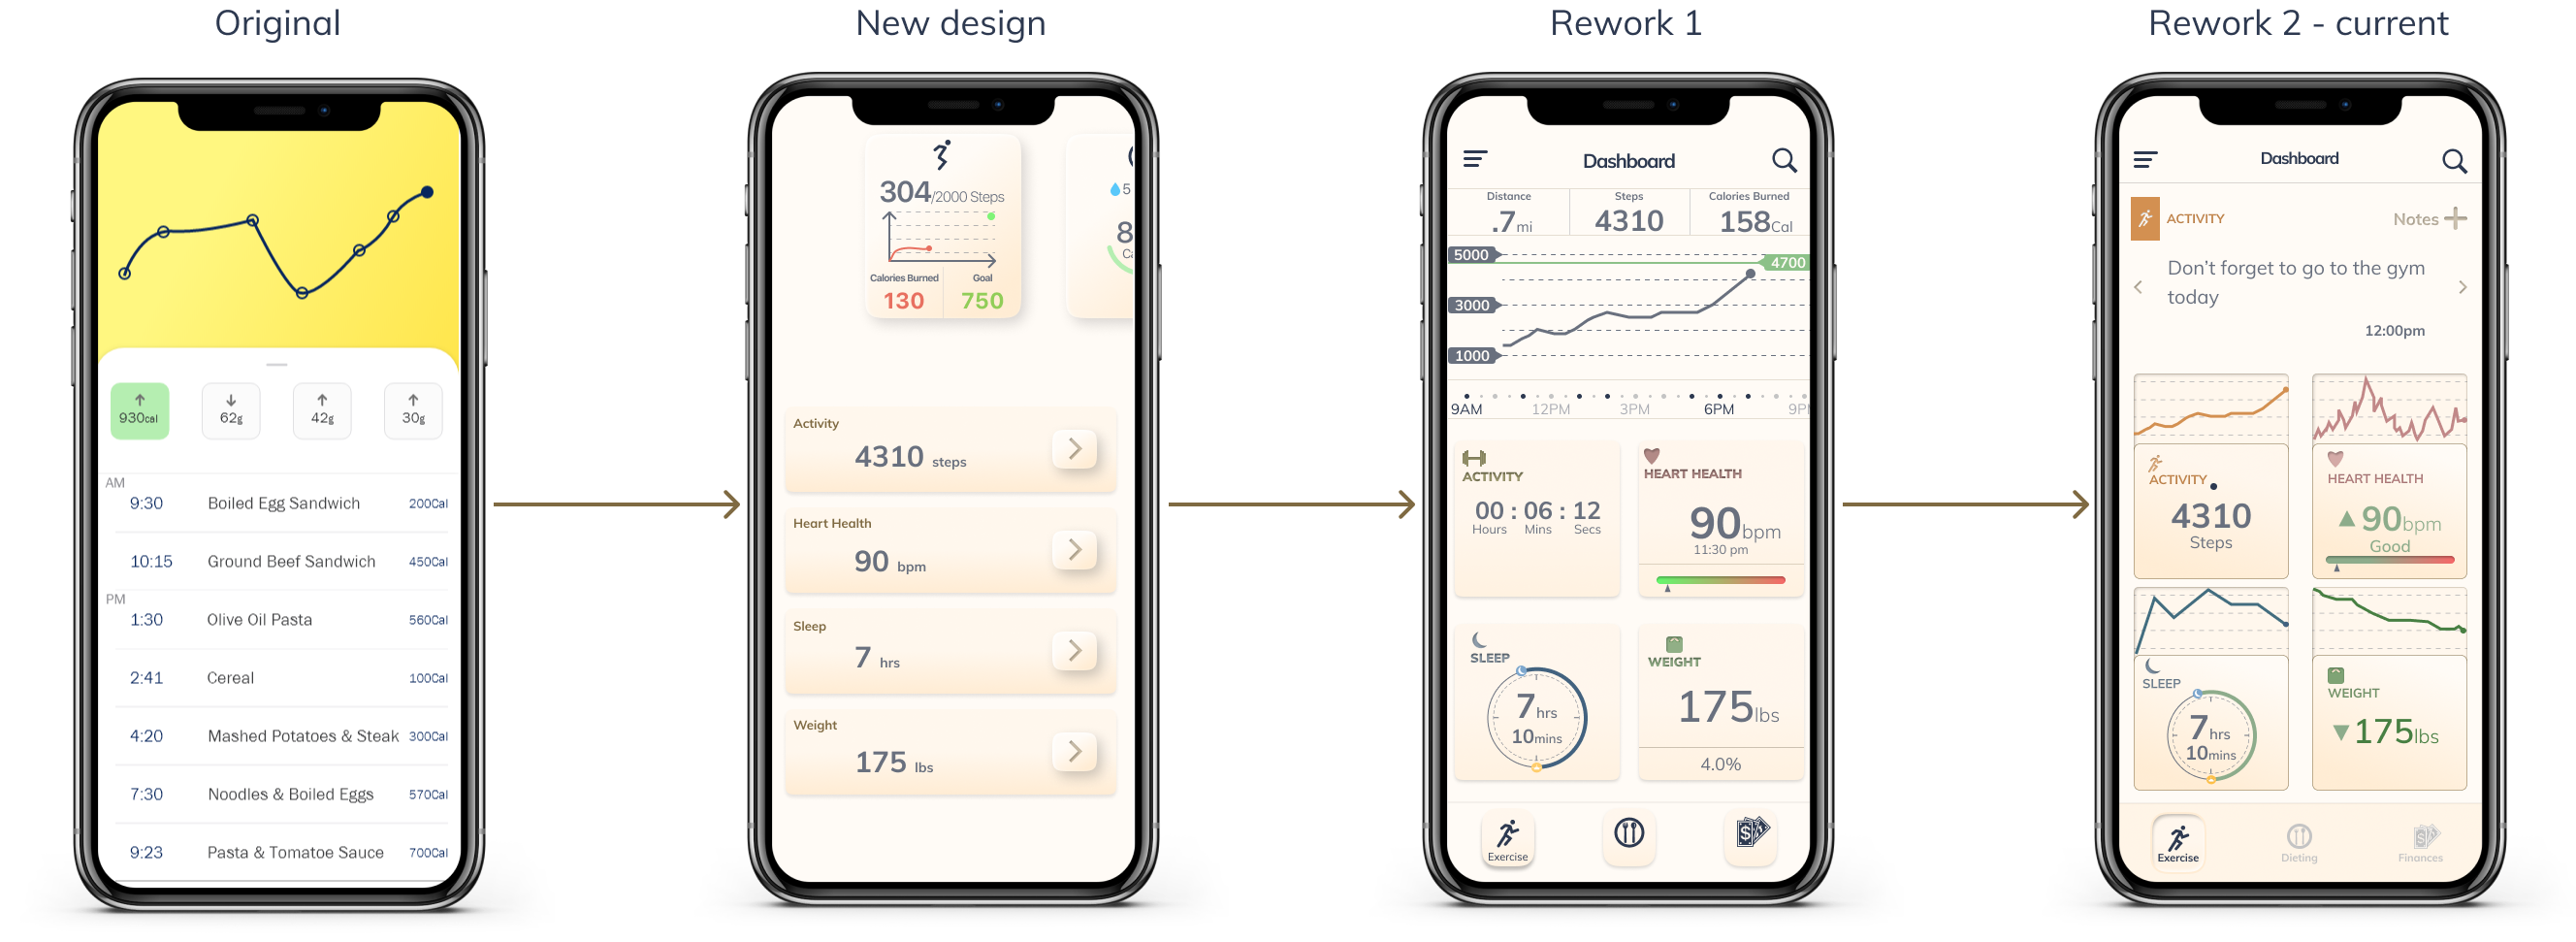 Original
930cal
62g
42g
30g
AM
9:30 Boiled Egg Sandwich 200Cal
10:15 Ground Beef Sandwich 450Cal
PM
1:30 Olive Oil Pasta 560Cal
2:41 Cereal 100Cal
4:20 Mashed Potatoes & Steak 300Cal
7:30 Noodles & Boiled Eggs 570Cal
9:23 Pasta & Tomatoe Sauce 700Cal
New design
304/2000 Steps
Calories Burned Goal
130 750
5
8
Ca
Activity
4310 steps
Heart Health
90 bpm
Sleep
7 hrs
Weight
175 lbs
Rework 1
Dashboard
Distance Steps Calories Burned
.7mi 4310 158Cal
5000
4700
3000
1000
9AM 12PM 3PM 6PM 9P
ACTIVITY
00 : 06 : 12
Hours Mins Secs
HEART HEALTH
90bpm
11:30 pm
SLEEP
7hrs
10mins
WEIGHT
175lbs
4.0%
Exercise
Rework 2 - current
Dashboard
ACTIVITY Notes
Don't forget to go to the gym
today
12:00pm
ACTIVITY
4310
Steps
HEART HEALTH
90bpm
Good
SLEEP
7hrs
10mins
WEIGHT
175lbs
Exercise Dieting Finances